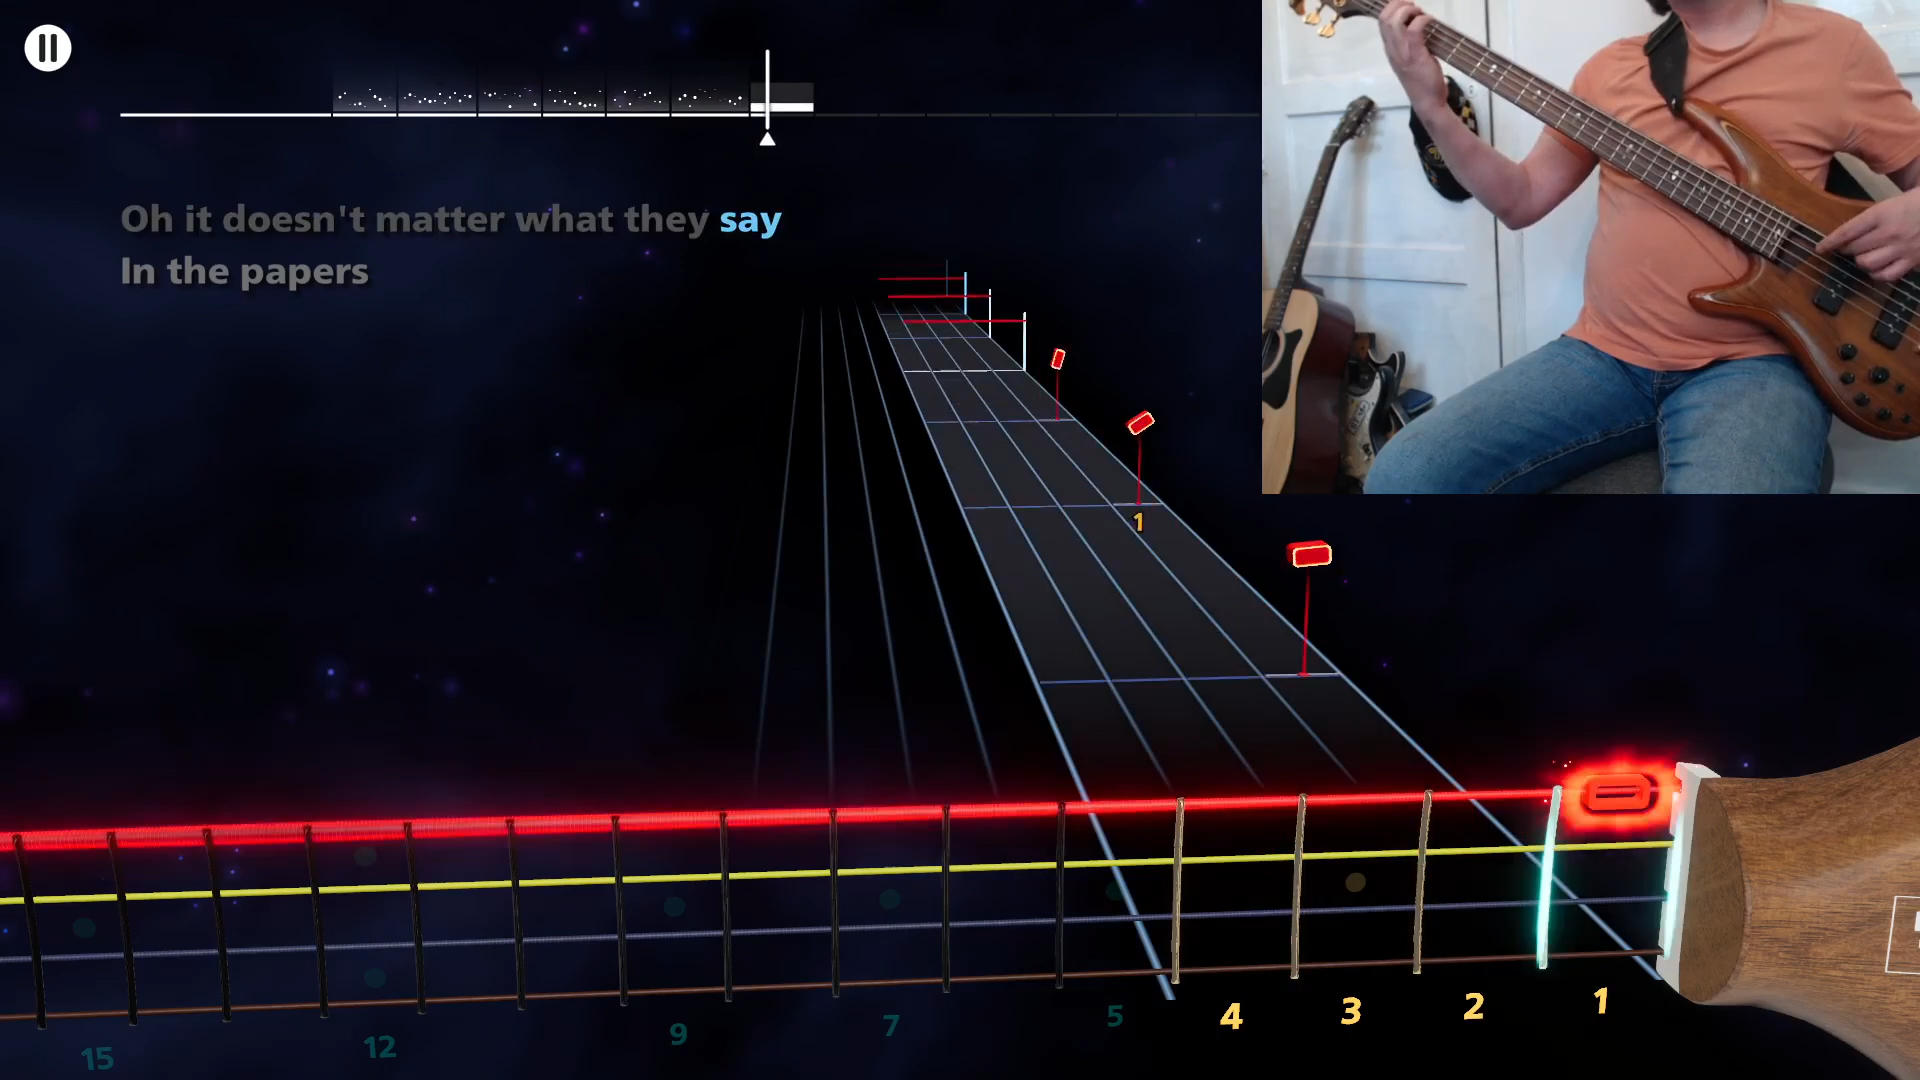 Oh it doesn't matter what they say
In the papers
1
15 12 9 7 5 4 3 2 1